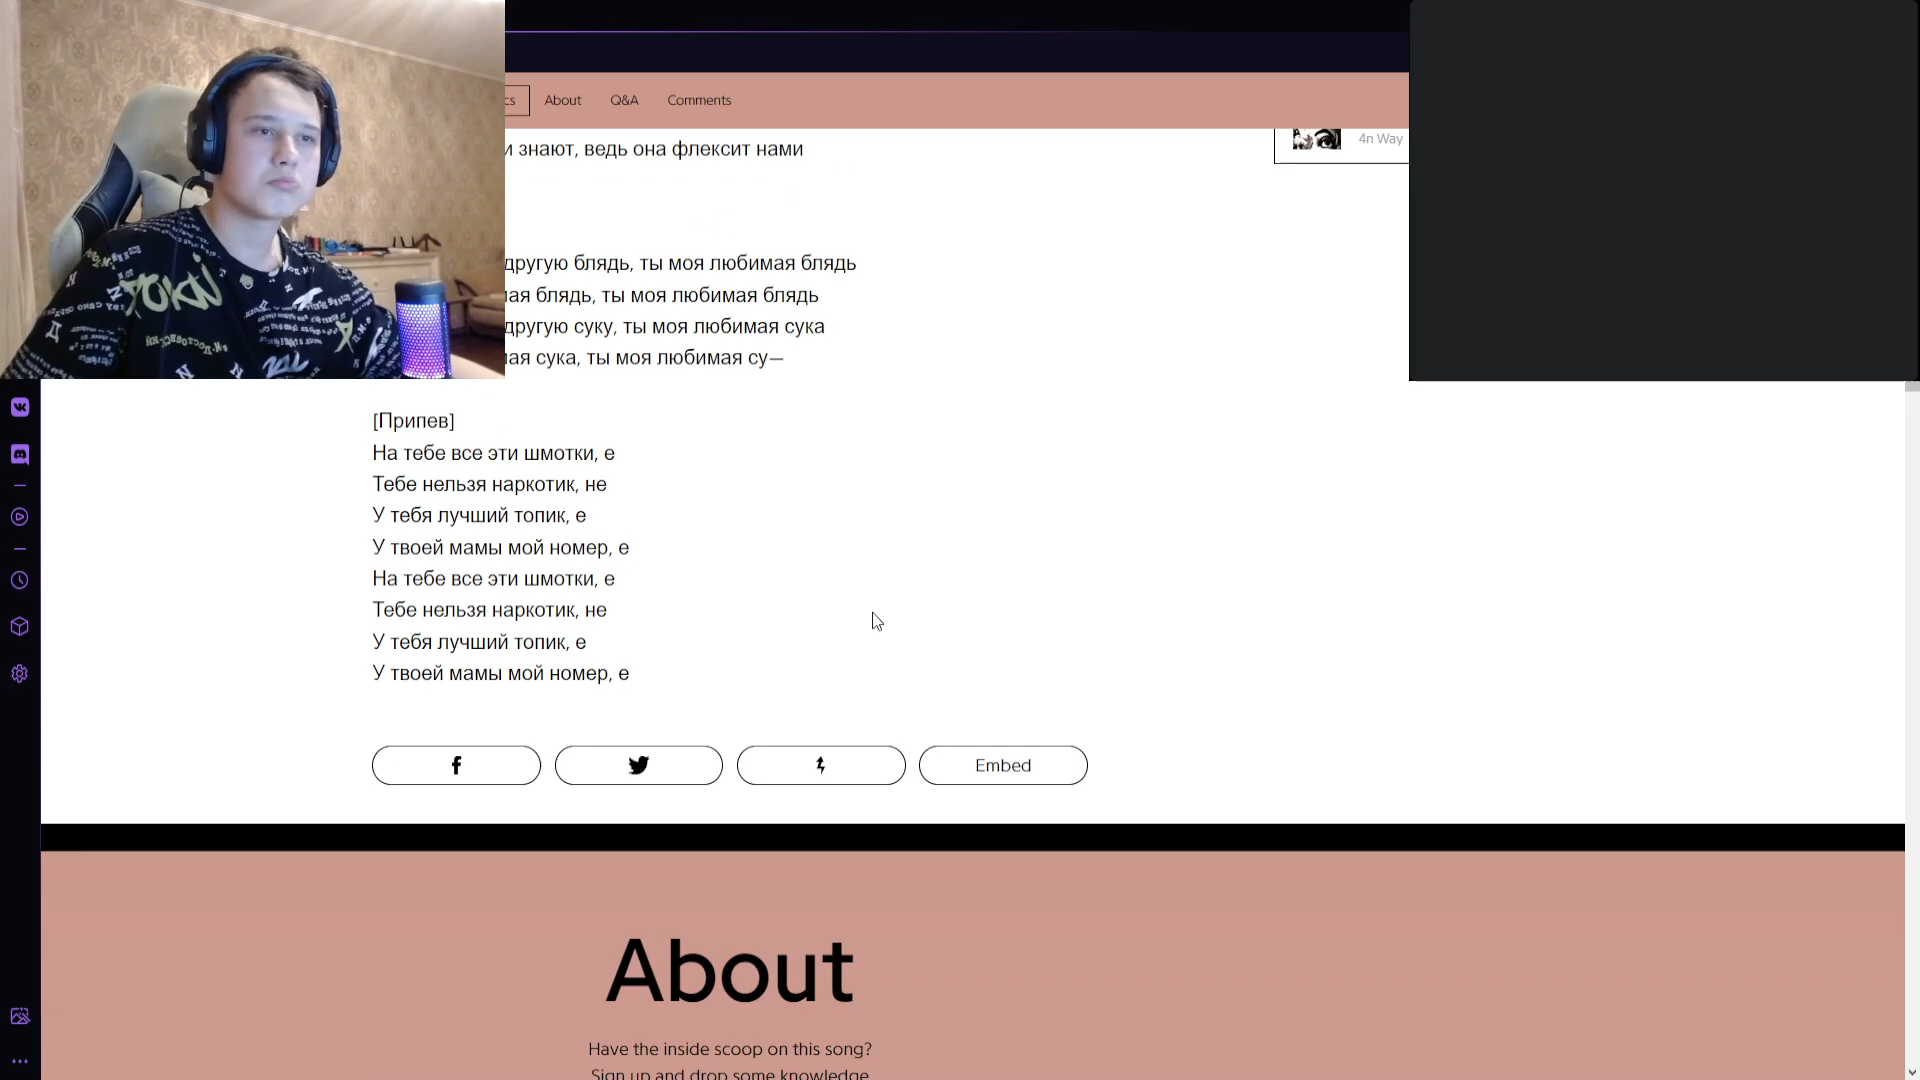 About
Q&A
Comments
4n Way
и знают, ведь она флексит нами
другую блядь, ты моя любимая блядь
блядь, ты моя любимая блядь
другую суку, ты моя любимая сука
сука, ты моя любимая су—
[Припев]
На тебе все эти шмотки, е
Тебе нельзя наркотик, не
У тебя лучший топик, е
У твоей мамы мой номер, е
На тебе все эти шмотки, е
Тебе нельзя наркотик, не
У тебя лучший топик, е
У твоей мамы мой номер, е
Embed
About
Have the inside scoop on this song?
Sign up and drop some knowledge